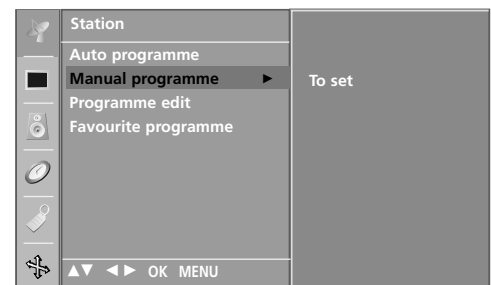 Station
Auto programme
Manual programme ►
To set
Programme edit
Favourite programme
▲▼ ◄► OK MENU